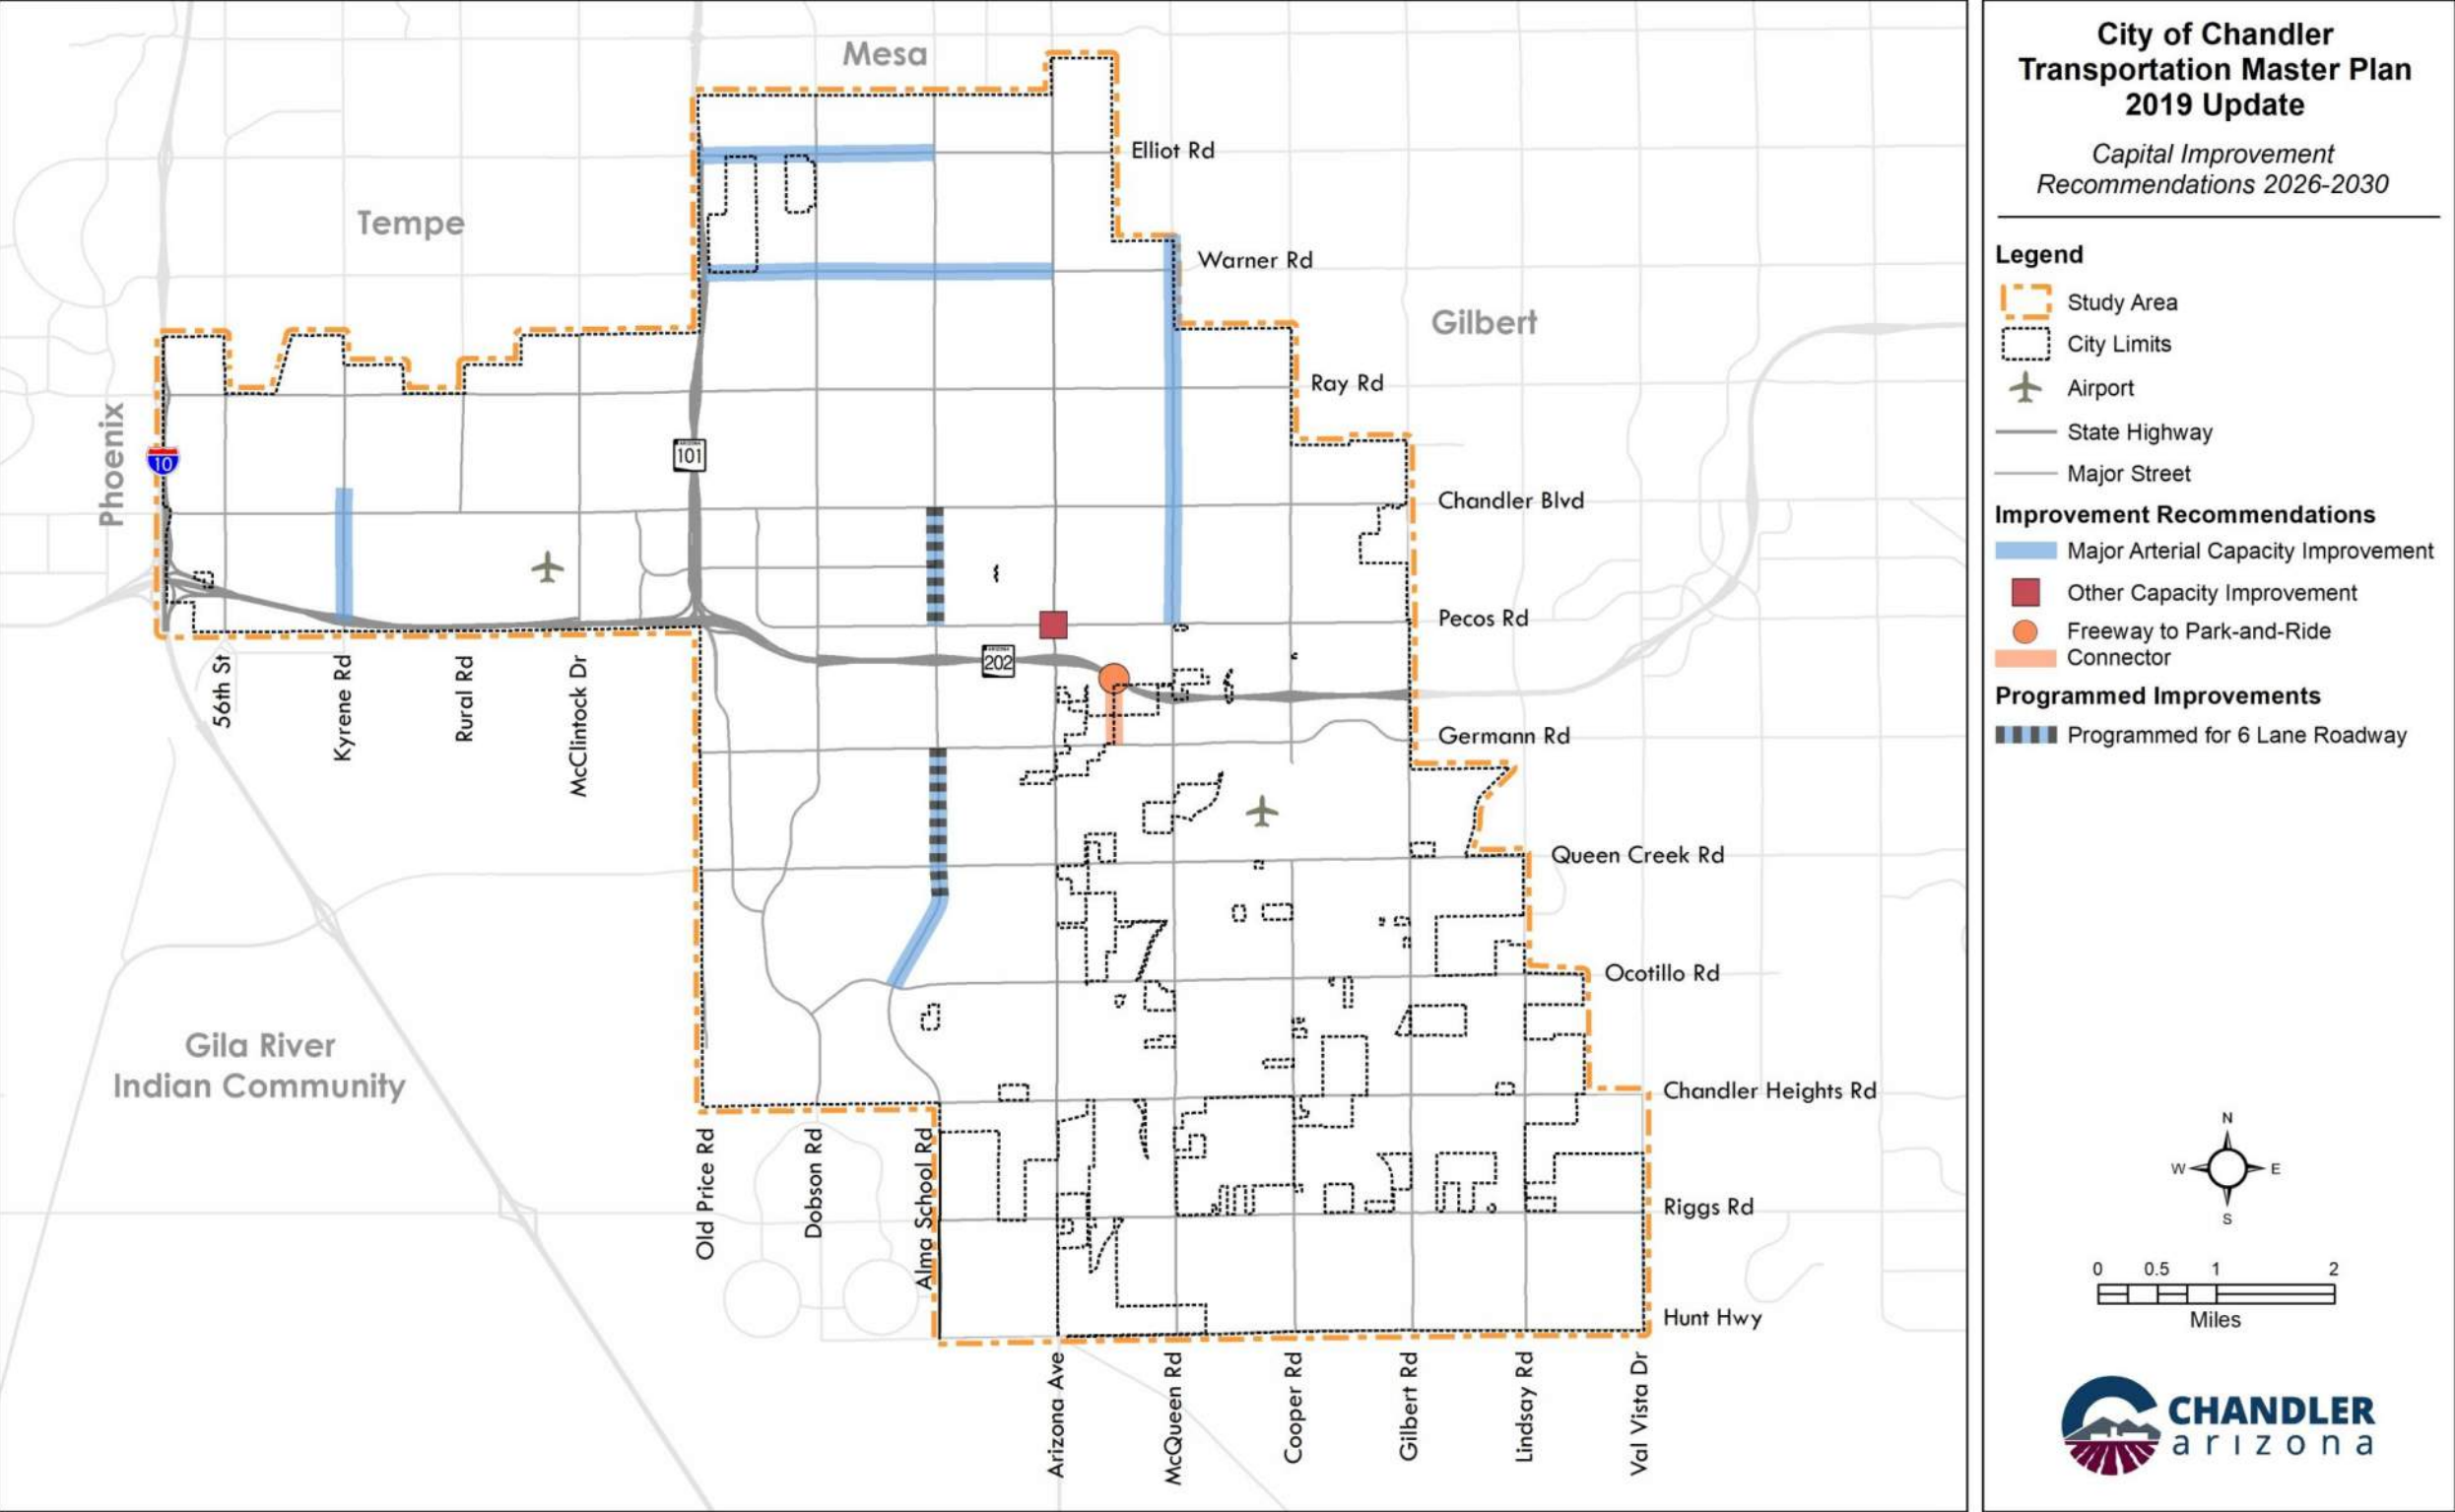 Mesa
Elliot Rd
Tempe
Warner Rd
Gilbert
Ray Rd
Phoenix
10
ARIZONA
101
Chandler Blvd
Pecos Rd
ARIZONA
202
56th St
Kyrene Rd
Rural Rd
McClintock Dr
Germann Rd
Queen Creek Rd
Ocotillo Rd
Gila River
Indian Community
Chandler Heights Rd
Old Price Rd
Dobson Rd
Alma School Rd
Riggs Rd
Hunt Hwy
Arizona Ave
McQueen Rd
Cooper Rd
Gilbert Rd
Lindsay Rd
Val Vista Dr
City of Chandler
Transportation Master Plan
2019 Update
Capital Improvement
Recommendations 2026-2030
Legend
Study Area
City Limits
Airport
State Highway
Major Street
Improvement Recommendations
Major Arterial Capacity Improvement
Other Capacity Improvement
Freeway to Park-and-Ride
Connector
Programmed Improvements
Programmed for 6 Lane Roadway
N
W E
S
0 0.5 1 2
Miles
CHANDLER
arizona